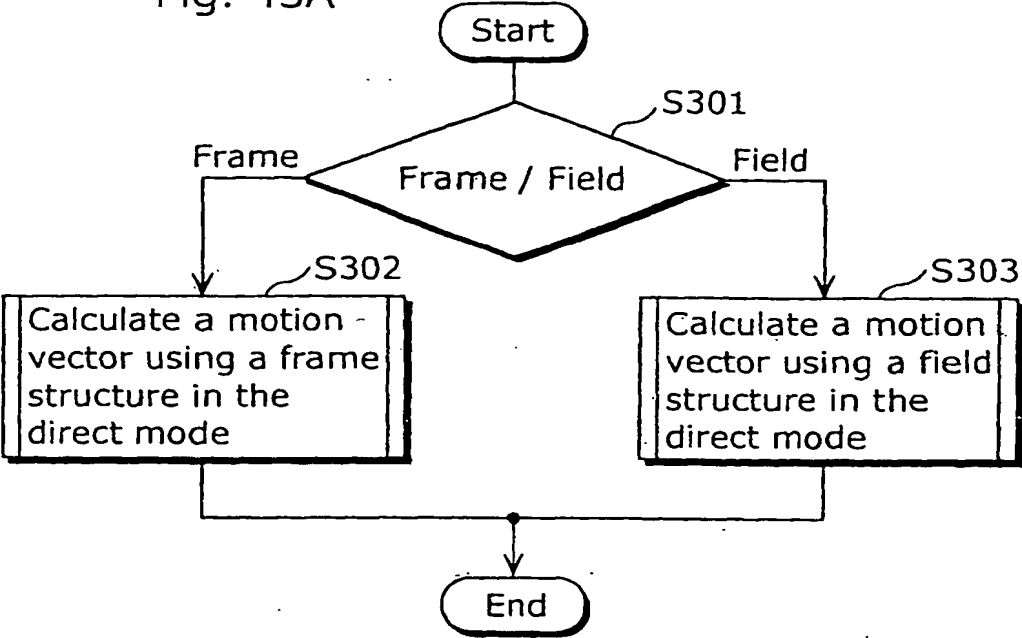 Start
S301
Frame
Frame / Field
Field
S302
Calculate a motion
vector using a frame
structure in the
direct mode
S303
Calculate a motion
vector using a field
structure in the
direct mode
End